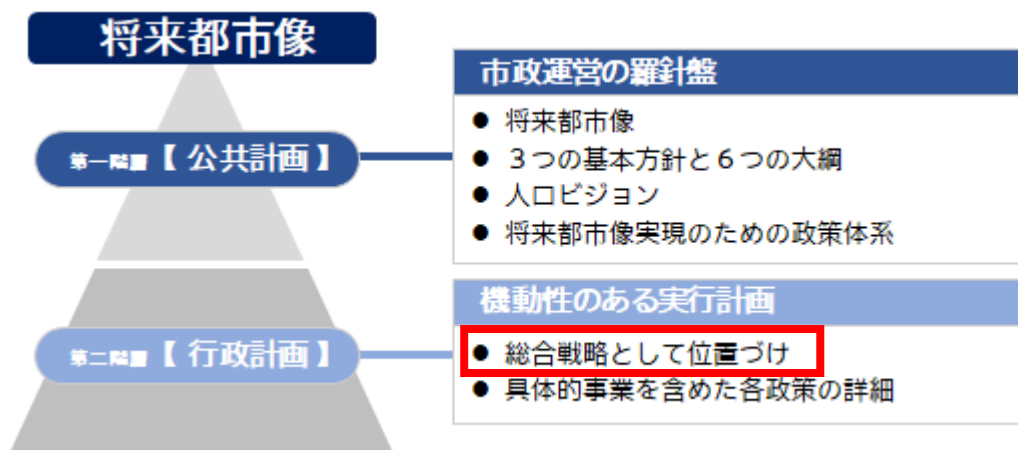 将来都市像
市政運営の羅針盤
● 将来都市像
第一階層【 公共計画 】
● ３つの基本方針と６つの大綱
● 人口ビジョン
● 将来都市像実現のための政策体系
機動性のある実行計画
第二階層【 行政計画 】
● 総合戦略として位置づけ
● 具体的事業を含めた各政策の詳細